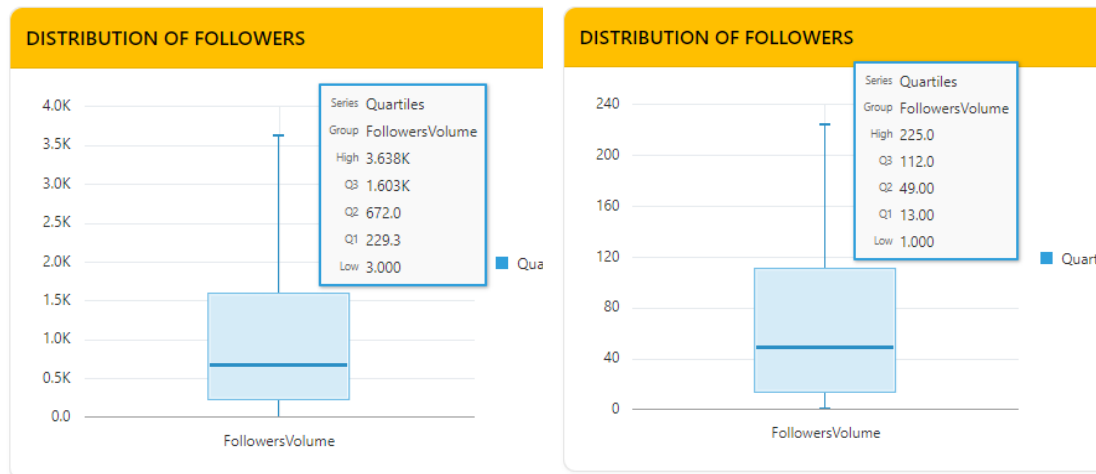 DISTRIBUTION OF FOLLOWERS
4.0K
3.5K
3.0K
2.5K
2.0K
1.5K
1.0K
0.5K
0.0
Series Quartiles
Group FollowersVolume
High 3.638K
Q3 1.603K
Q2 672.0
Q1 229.3
Low 3.000
Qua
FollowersVolume
DISTRIBUTION OF FOLLOWERS
240
200
160
120
80
40
0
Series Quartiles
Group FollowersVolume
High 225.0
Q3 112.0
Q2 49.00
Q1 13.00
Low 1.000
Quart
FollowersVolume